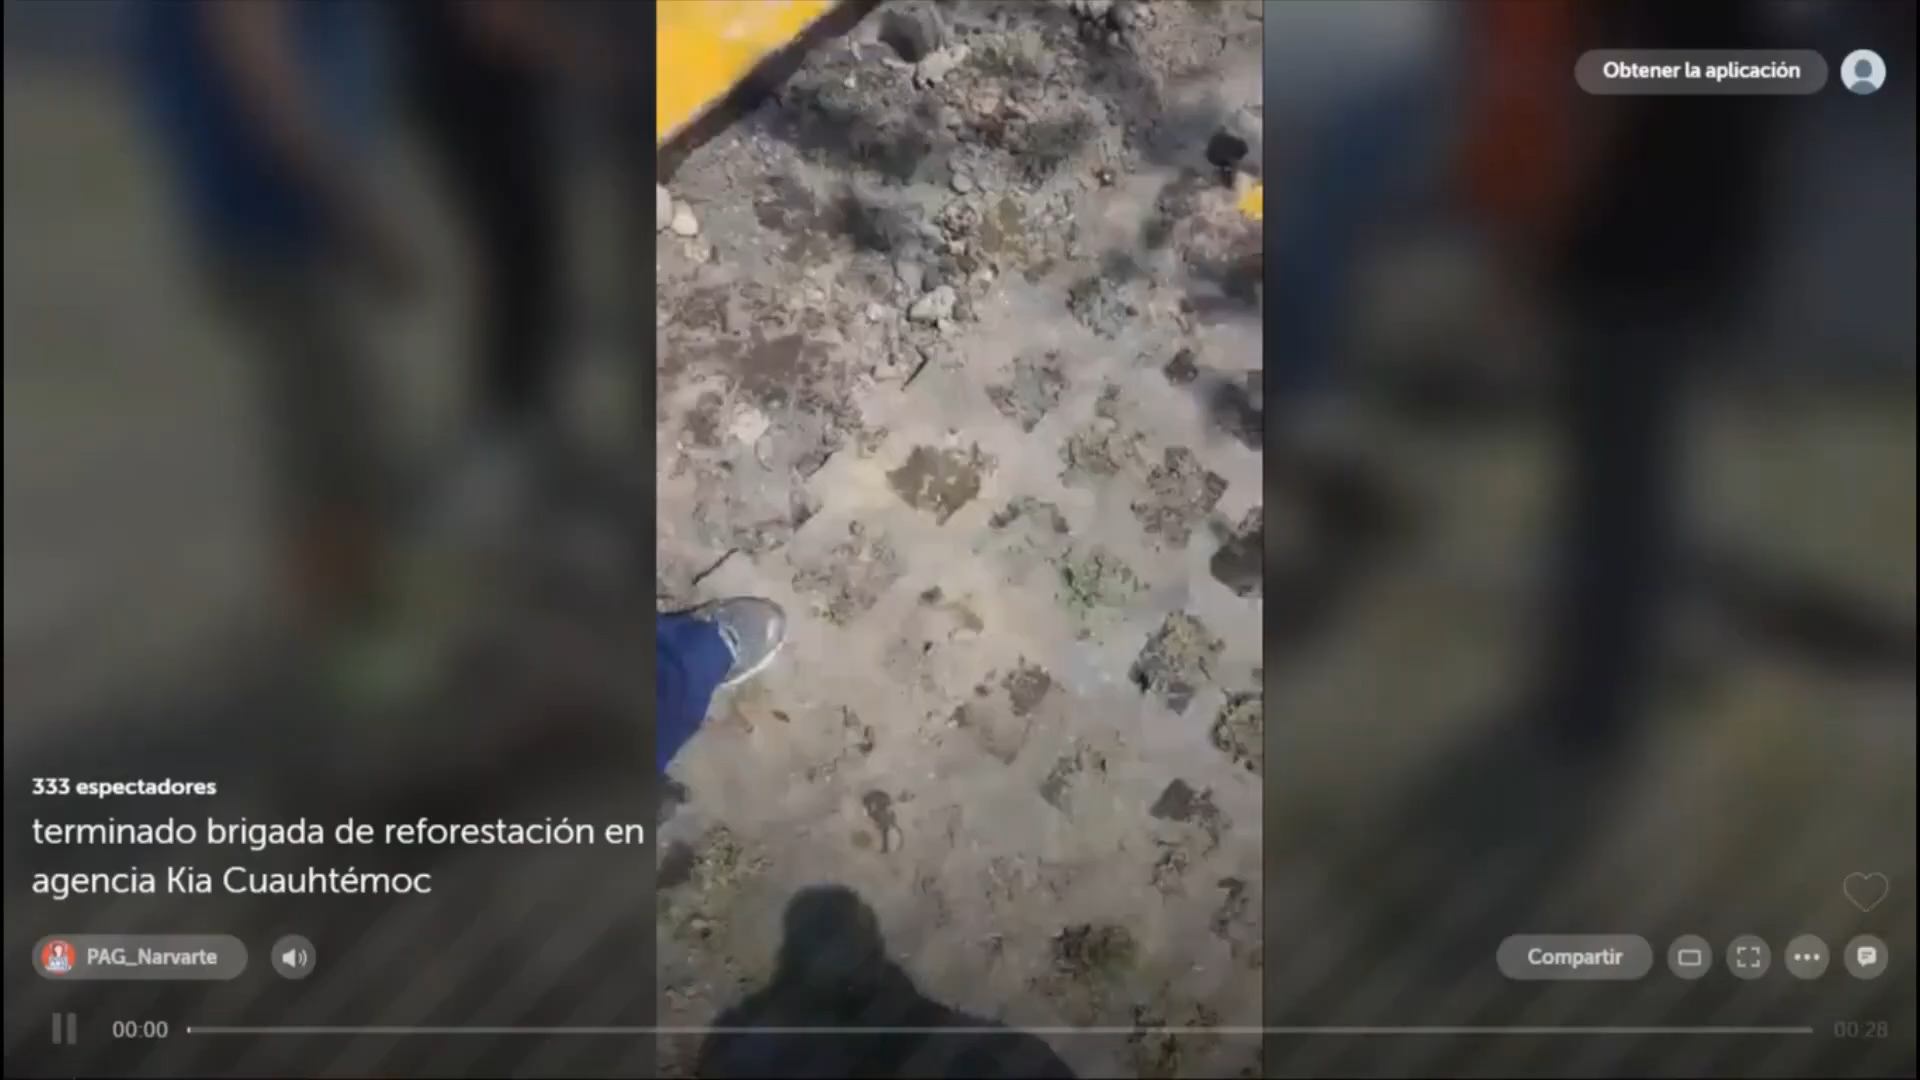 Obtener la aplicación
333 espectadores
terminado brigada de reforestación en
agencia Kia Cuauhtémoc
PAG_Narvarte
Compartir
00:00
00:28